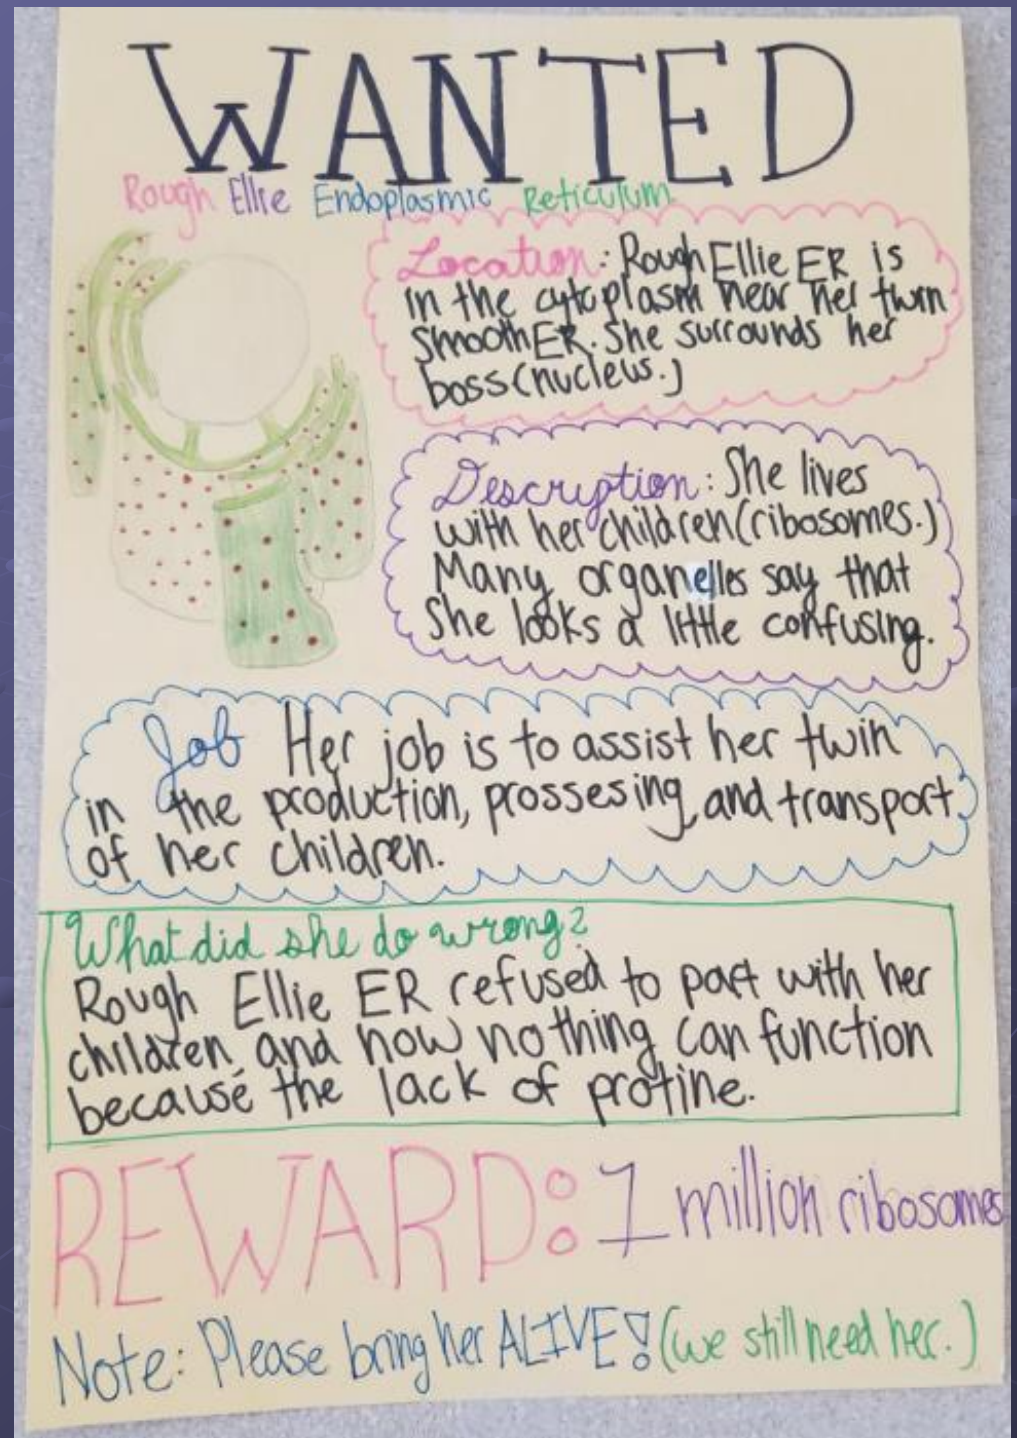 WANTED
Rough Ellie Endoplasmic Reticulum
Location: Rough Ellie ER is
in the cytoplasm near her twin
smooth ER. She surrounds her
boss (nucleus.)
Description: She lives
with her children (ribosomes.)
Many organelles say that
she looks a little confusing.
Job Her job is to assist her twin
in the production, prossesing, and transport
of her children.
What did she do wrong?
Rough Ellie ER refused to part with her
children, and now nothing can function
because the lack of protine.
REWARD: 1 million ribosomes
Note: Please bring her ALIVE! (we still need her.)